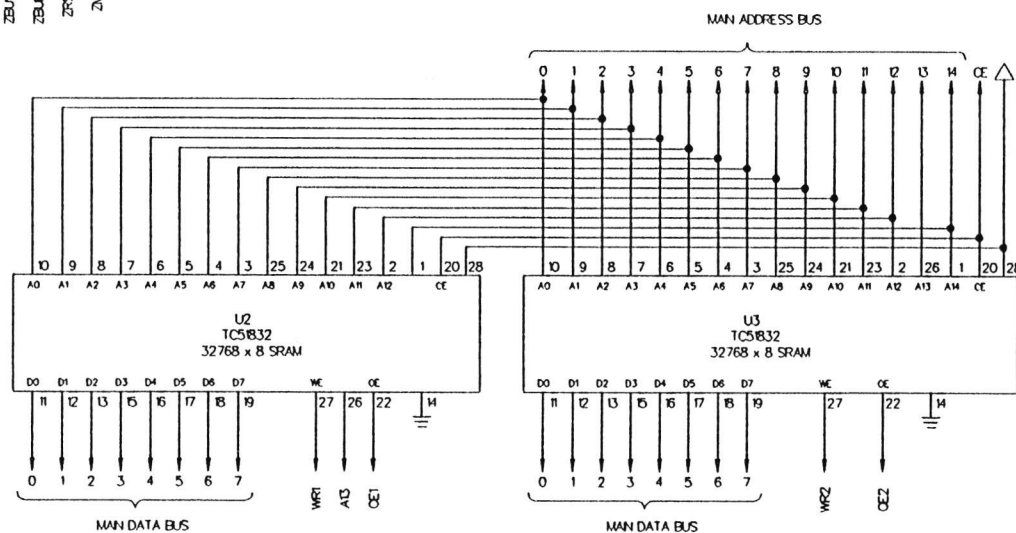 ZBU
ZBU
ZR
MAIN ADDRESS BUS
0 1 2 3 4 5 6 7 8 9 10 11 12 13 14 CE
10 9 8 7 6 5 4 3 25 24 21 23 2 1 20 28
A0 A1 A2 A3 A4 A5 A6 A7 A8 A9 A10 A11 A12 CE
U2
TC51832
32768 x 8 SRAM
D0 D1 D2 D3 D4 D5 D6 D7 WE OE
11 12 13 15 16 17 18 19 27 26 22 14
0 1 2 3 4 5 6 7 WR1 A13 OE1
MAIN DATA BUS
10 9 8 7 6 5 4 3 25 24 21 23 2 26 1 20 28
A0 A1 A2 A3 A4 A5 A6 A7 A8 A9 A10 A11 A12 A13 A14 CE
U3
TC51832
32768 x 8 SRAM
D0 D1 D2 D3 D4 D5 D6 D7 WE OE
11 12 13 15 16 17 18 19 27 22 14
0 1 2 3 4 5 6 7 WR2 OE2
MAIN DATA BUS